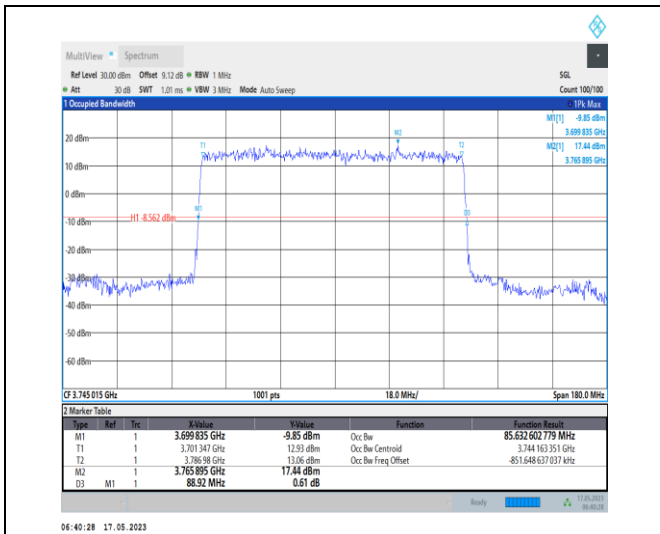 MultiView Spectrum
Ref Level 30.00 dBm Offset 9.12 dB RBW 1 MHz SGL
Att 30 dB SWT 1.01 ms VBW 3 MHz Mode Auto Sweep Count 100/100
1 Occupied Bandwidth 1Pk Max
M1[1] -9.85 dBm
3.699 835 GHz
M2[1] 17.44 dBm
3.765 895 GHz
20 dBm
T1 M2 T2
10 dBm
0 dBm
M1 D3
H1 -8.562 dBm
-10 dBm
-20 dBm
-30 dBm
-40 dBm
-50 dBm
-60 dBm
CF 3.745 015 GHz 1001 pts 18.0 MHz/ Span 180.0 MHz
2 Marker Table
Type Ref Trc X-Value Y-Value Function Function Result
M1 1 3.699 835 GHz -9.85 dBm Occ Bw 85.632 602 779 MHz
T1 1 3.701 347 GHz 12.93 dBm Occ Bw Centroid 3.744 163 351 GHz
T2 1 3.786 98 GHz 13.06 dBm Occ Bw Freq Offset -851.648 637 037 kHz
M2 1 3.765 895 GHz 17.44 dBm
D3 M1 1 88.92 MHz 0.61 dB
Ready 17.05.2023
06:40:28
06:40:28 17.05.2023